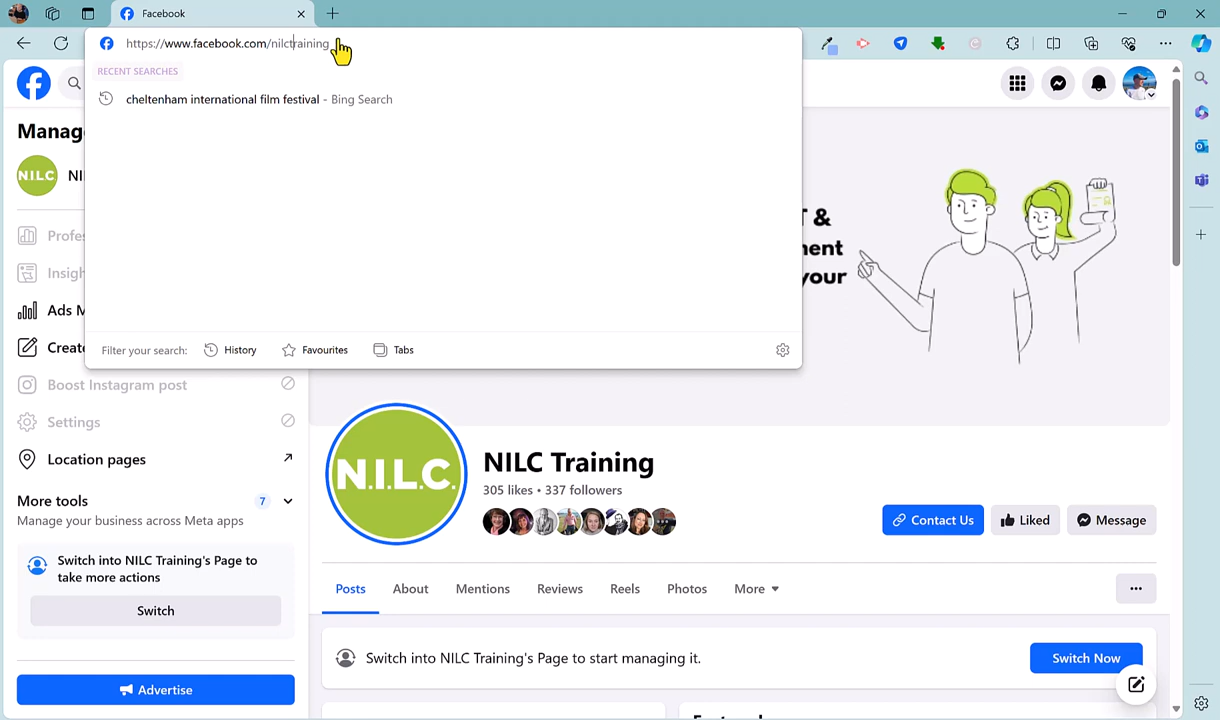 Facebook
https://www.facebook.com/nilctraining
RECENT SEARCHES
cheltenham international film festival - Bing Search
Filter your search: History Favourites Tabs
Manag
N.I.L.C NI
Profes
Insigh
Ads M
Create
Boost Instagram post
Settings
Location pages
More tools 7
Manage your business across Meta apps
Switch into NILC Training's Page to
take more actions
Switch
Advertise
T &
nent
your
N.I.L.C.
NILC Training
305 likes • 337 followers
Contact Us Liked Message
Posts About Mentions Reviews Reels Photos More
Switch into NILC Training's Page to start managing it.
Switch Now